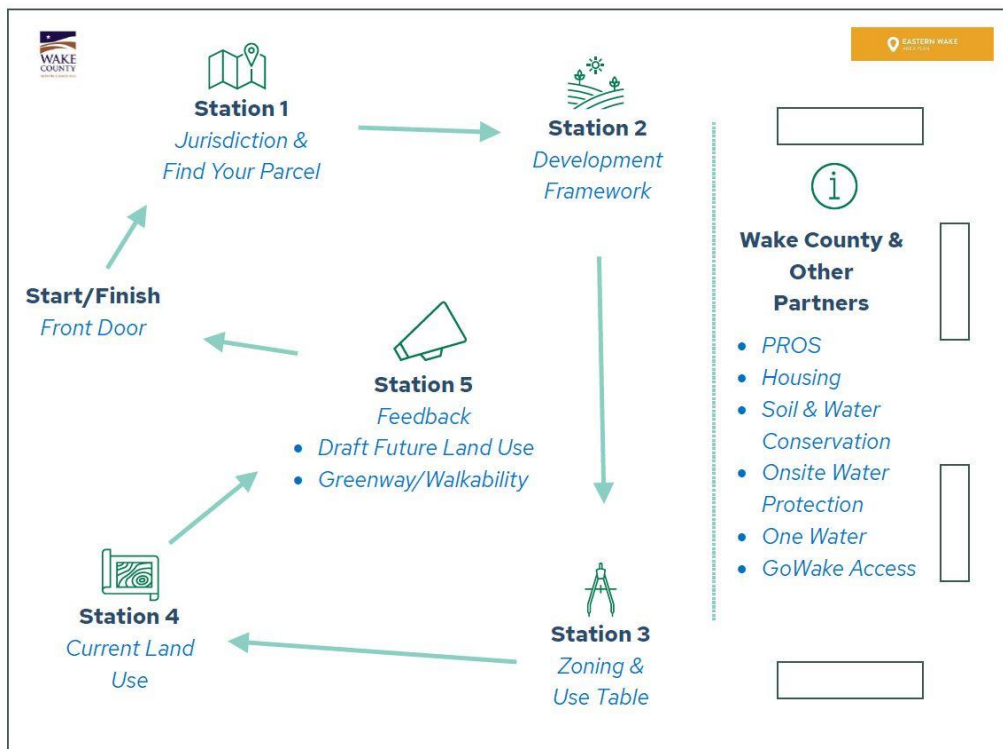 WAKE
COUNTY
EASTERN WAKE
AREA PLAN
Station 1
Jurisdiction &
Find Your Parcel
Station 2
Development
Framework
Start/Finish
Front Door
Station 5
Feedback
• Draft Future Land Use
• Greenway/Walkability
Station 4
Current Land
Use
Station 3
Zoning &
Use Table
Wake County &
Other
Partners
• PROS
• Housing
• Soil & Water
Conservation
• Onsite Water
Protection
• One Water
• GoWake Access